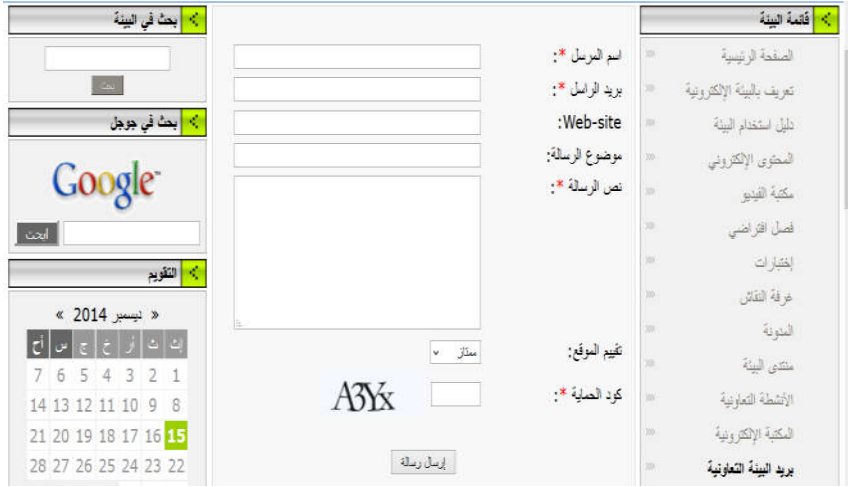 قائمة البيئة
الصفحة الرئيسية
تعريف بالبيئة الإلكترونية
دليل استخدام البيئة
المحتوى الإلكتروني
مكتبة الفيديو
فصل افتراضي
إختبارات
غرفة النقاش
المدونة
منتدى البيئة
الأنشطة التعاونية
المكتبة الإلكترونية
بريد البيئة التعاونية
اسم المرسل *:
بريد الراسل *:
Web-site:
موضوع الرسالة:
نص الرسالة *:
تقييم الموقع: ممتاز
كود الحماية *: A3Yx
إرسال رسالة
بحث في البيئة
بحث
بحث في جوجل
Google™
ابحث
التقويم
« ديسمبر 2014 »
إث ث أر خ ج س أح
1 2 3 4 5 6 7
8 9 10 11 12 13 14
15 16 17 18 19 20 21
22 23 24 25 26 27 28